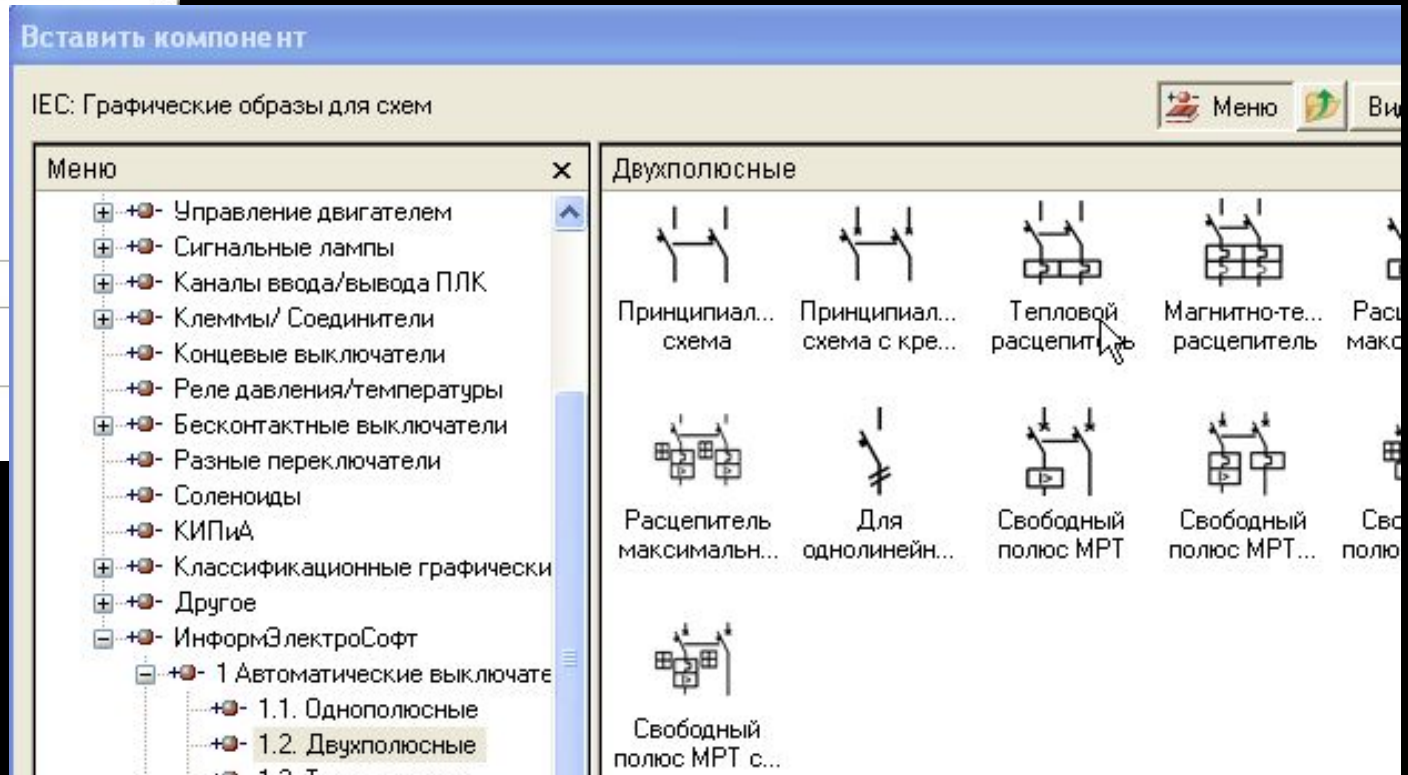 Вставить компонент
IEC: Графические образы для схем
Меню
Меню
Управление двигателем
Сигнальные лампы
Каналы ввода/вывода ПЛК
Клеммы/ Соединители
Концевые выключатели
Реле давления/температуры
Бесконтактные выключатели
Разные переключатели
Соленоиды
КИПиА
Классификационные графически
Другое
ИнформЭлектроСофт
1 Автоматические выключате
1.1. Однополюсные
1.2. Двухполюсные
Двухполюсные
Принципиал... Принципиал... Тепловой Магнитно-те...
схема схема с кре... расцепитель расцепитель
Расцепитель Для Свободный Свободный
максимальн... однолинейн... полюс МРТ полюс МРТ...
Свободный
полюс МРТ с...